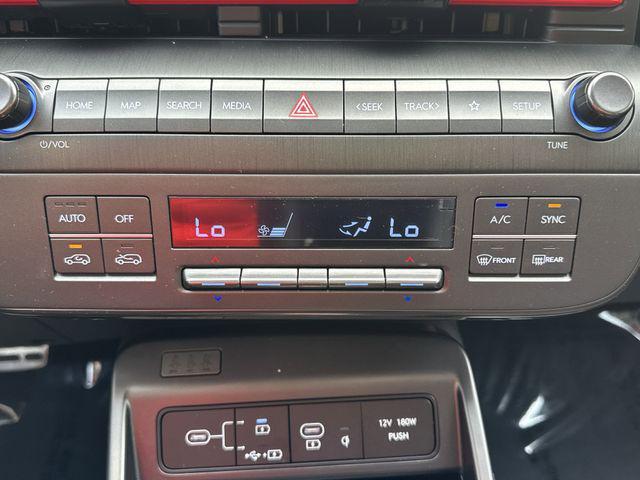 HOME MAP SEARCH MEDIA <SEEK TRACK> SETUP
/VOL TUNE
AUTO OFF Lo Lo A/C SYNC
FRONT REAR
12V 180W
PUSH